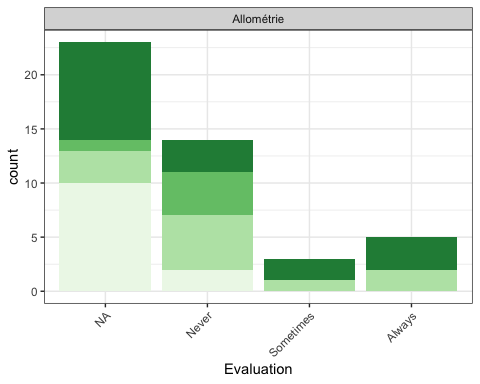 Allométrie
20
15
10
5
0
count
NA
Never
Sometimes
Always
Evaluation